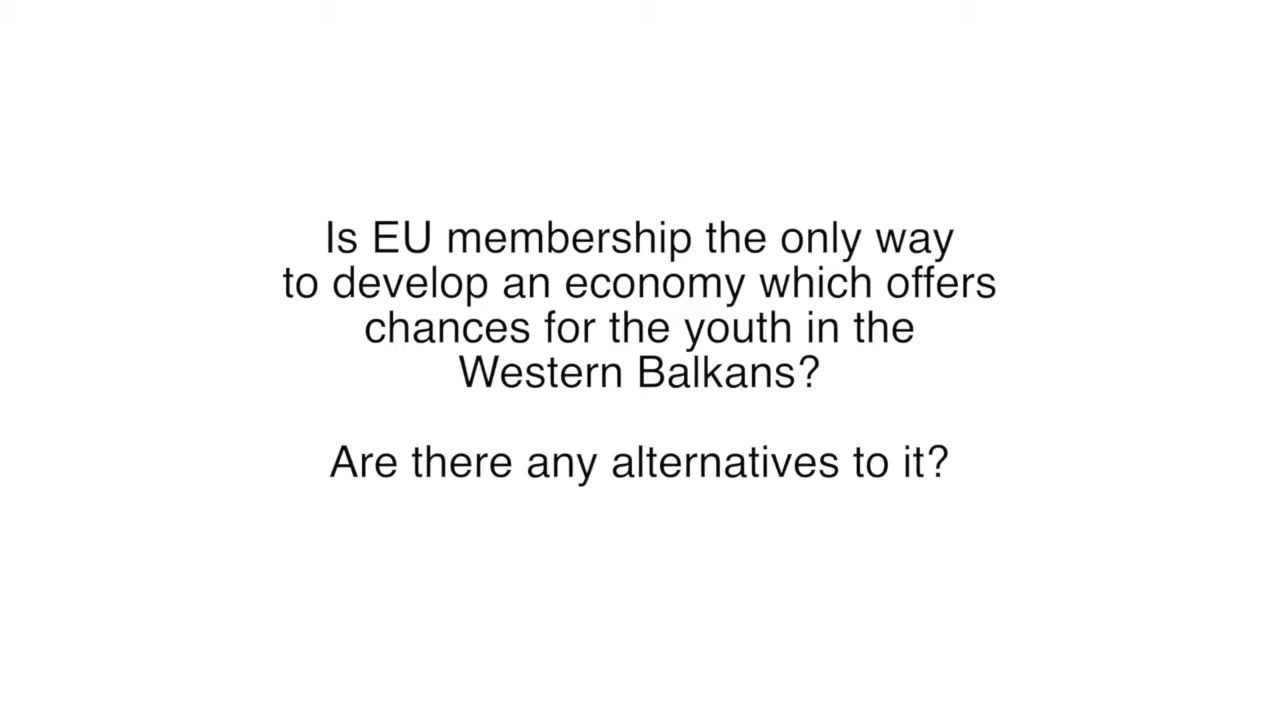 Is EU membership the only way
to develop an economy which offers
chances for the youth in the
Western Balkans?
Are there any alternatives to it?